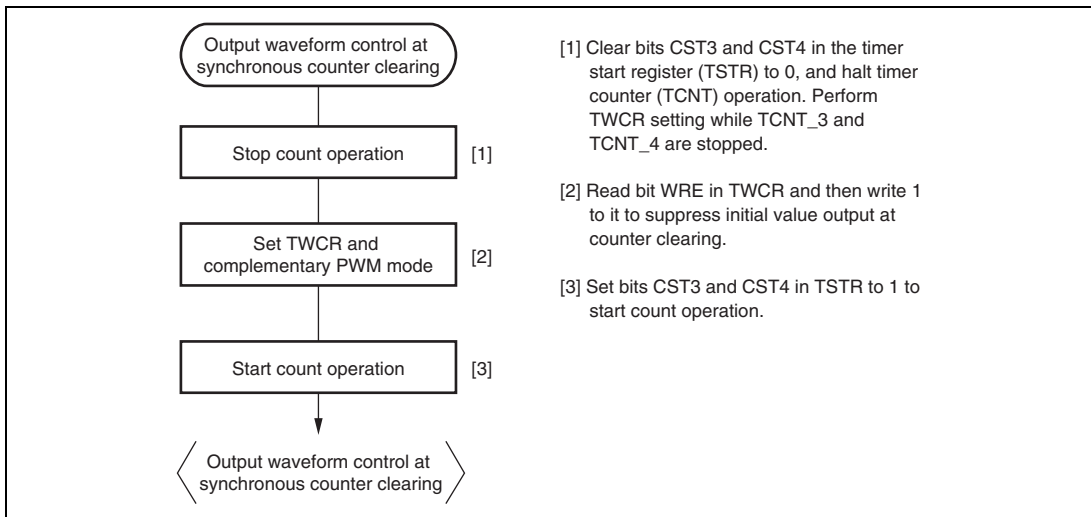 Output waveform control at
synchronous counter clearing
Stop count operation
[1]
Set TWCR and
complementary PWM mode
[2]
Start count operation
[3]
Output waveform control at
synchronous counter clearing
[1] Clear bits CST3 and CST4 in the timer
start register (TSTR) to 0, and halt timer
counter (TCNT) operation. Perform
TWCR setting while TCNT_3 and
TCNT_4 are stopped.
[2] Read bit WRE in TWCR and then write 1
to it to suppress initial value output at
counter clearing.
[3] Set bits CST3 and CST4 in TSTR to 1 to
start count operation.